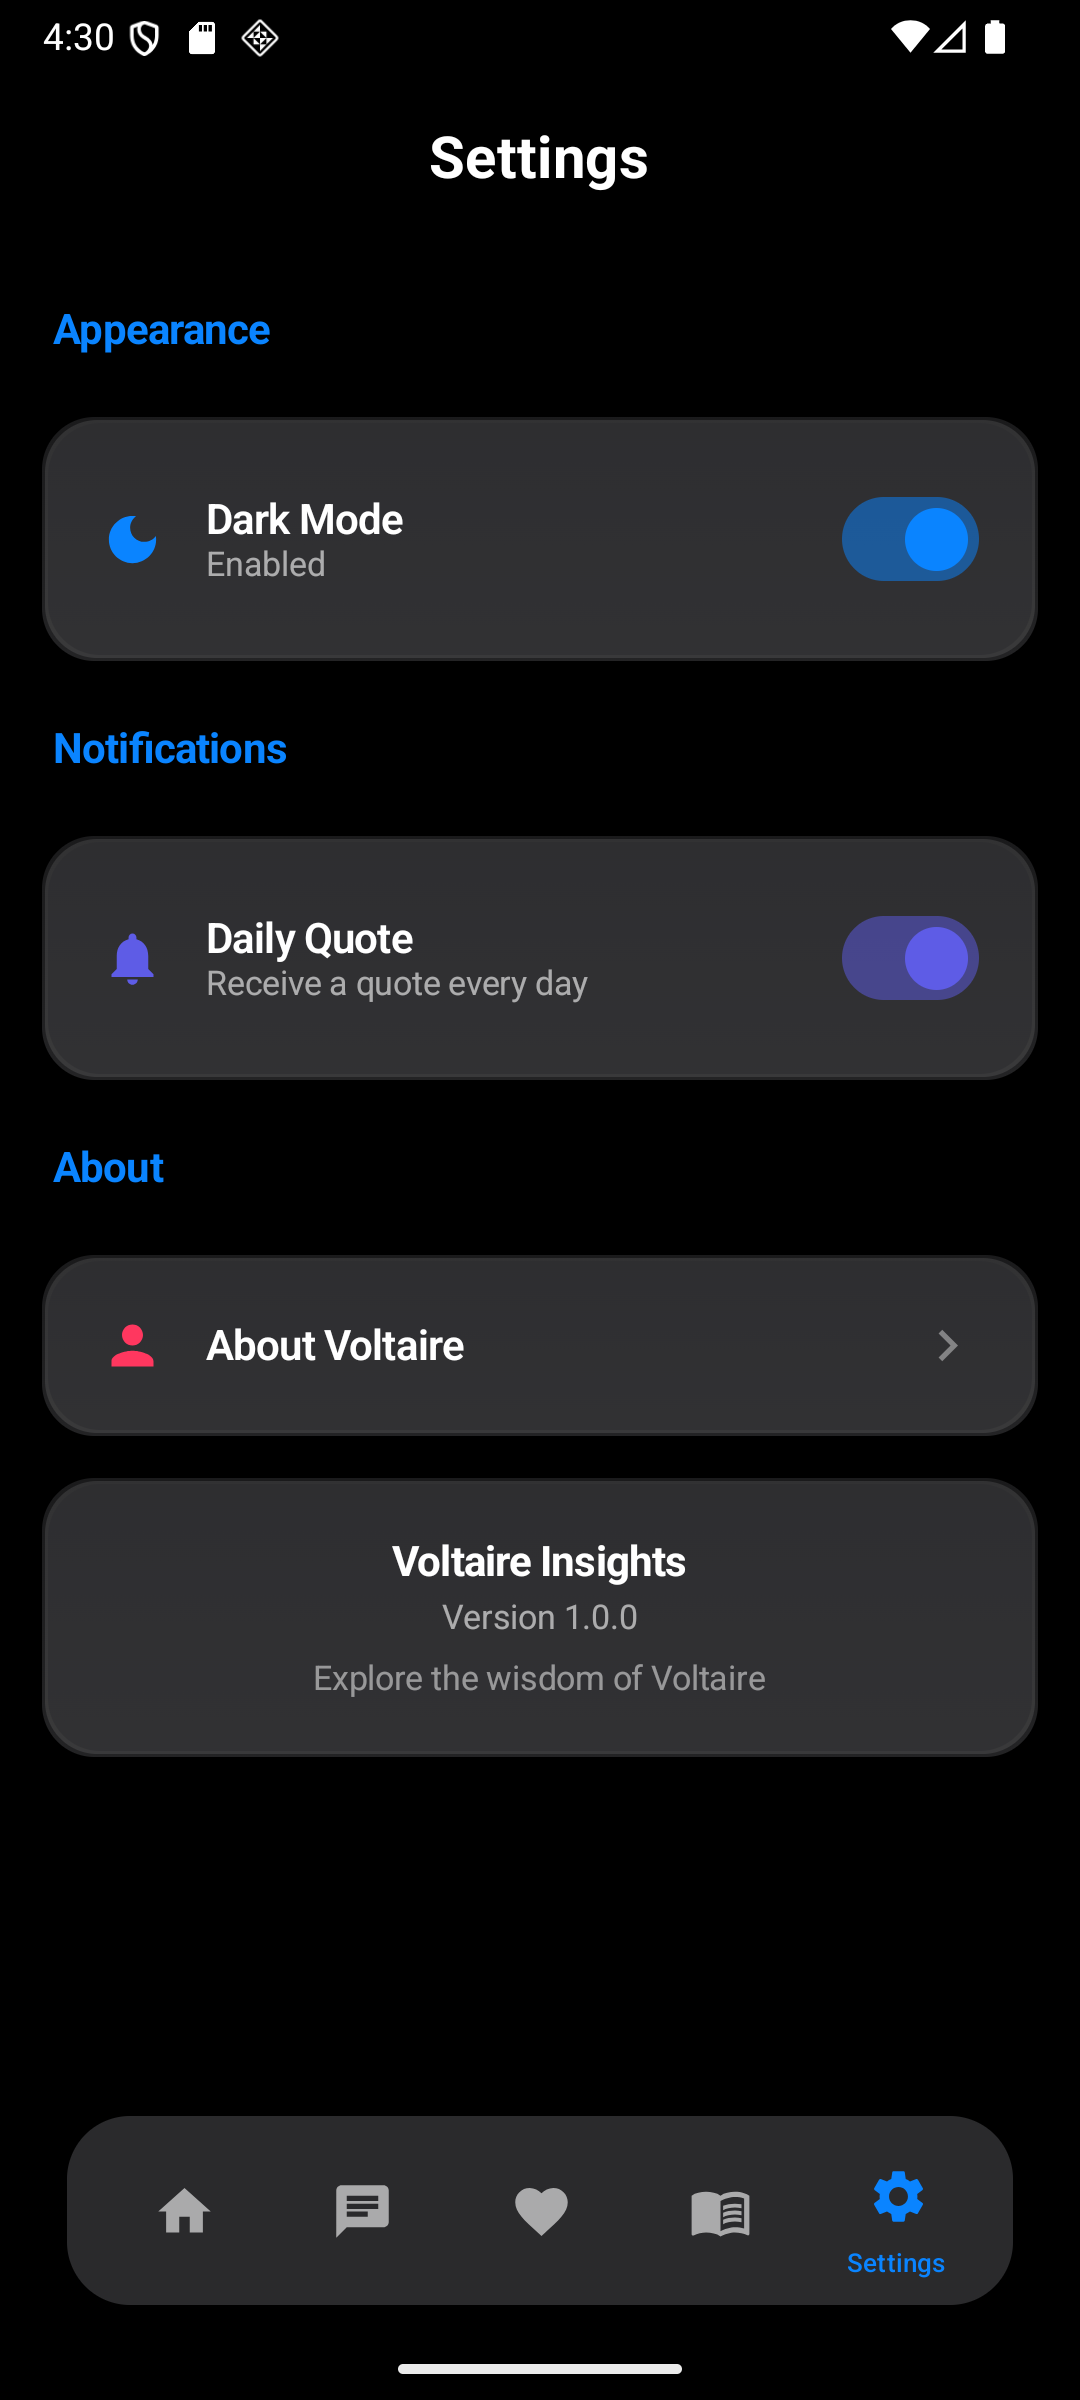 4:30
Settings
Appearance
Dark Mode
Enabled
Notifications
Daily Quote
Receive a quote every day
About
About Voltaire
Voltaire Insights
Version 1.0.0
Explore the wisdom of Voltaire
Settings